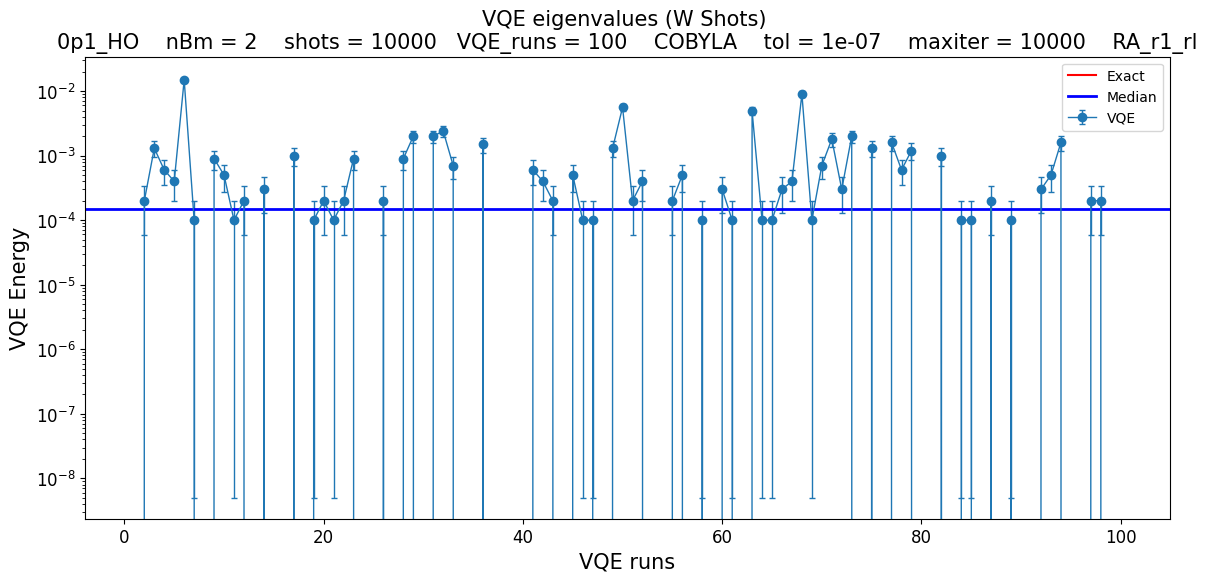 VQE eigenvalues (W Shots)
0p1_HO nBm = 2 shots = 10000 VQE_runs = 100 COBYLA tol = 1e-07 maxiter = 10000 RA_r1_rl
Exact
Median
VQE
VQE Energy
10⁻²
10⁻³
10⁻⁴
10⁻⁵
10⁻⁶
10⁻⁷
10⁻⁸
0 20 40 60 80 100
VQE runs